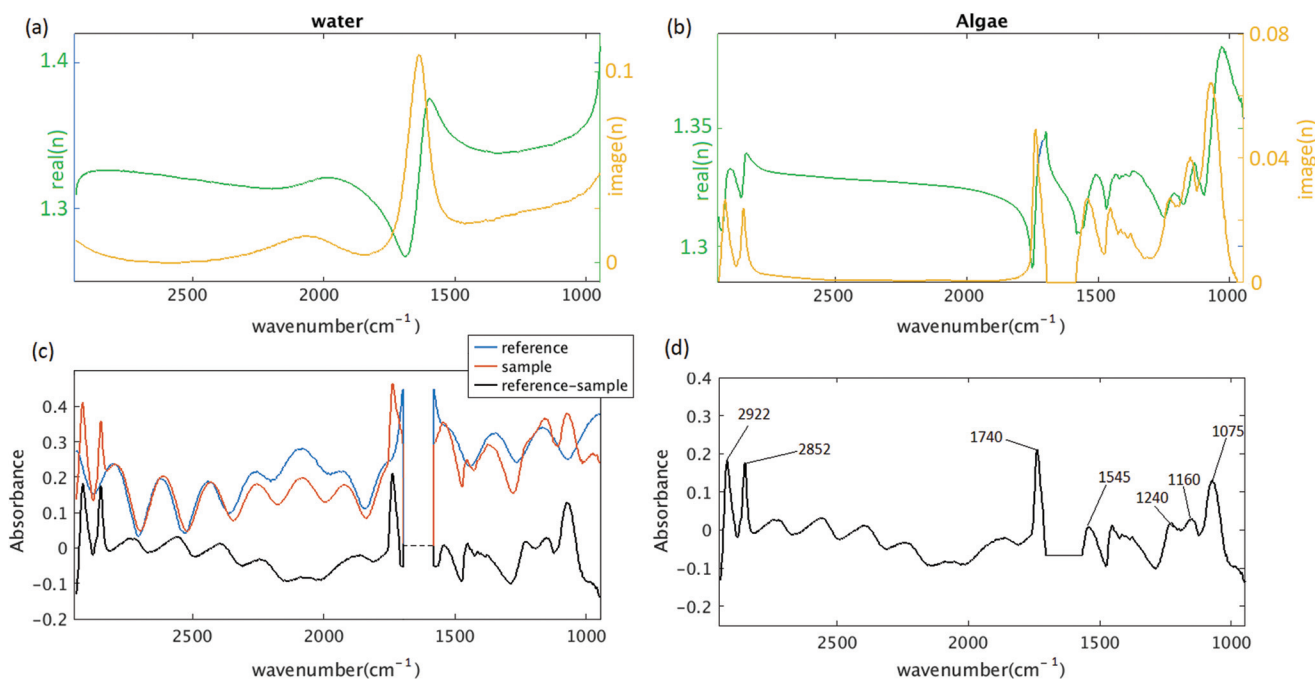 (a)
water
1.4
1.3
real(n)
0.1
0
image(n)
2500
2000
1500
1000
wavenumber(cm⁻¹)
(b)
Algae
1.35
1.3
real(n)
0.08
0.04
0
image(n)
2500
2000
1500
1000
wavenumber(cm⁻¹)
(c)
reference
sample
reference-sample
0.4
0.3
0.2
0.1
0
-0.1
-0.2
Absorbance
2500
2000
1500
1000
wavenumber(cm⁻¹)
(d)
0.4
0.3
0.2
0.1
0
-0.1
-0.2
Absorbance
2922
2852
1740
1545
1240
1160
1075
2500
2000
1500
1000
wavenumber(cm⁻¹)